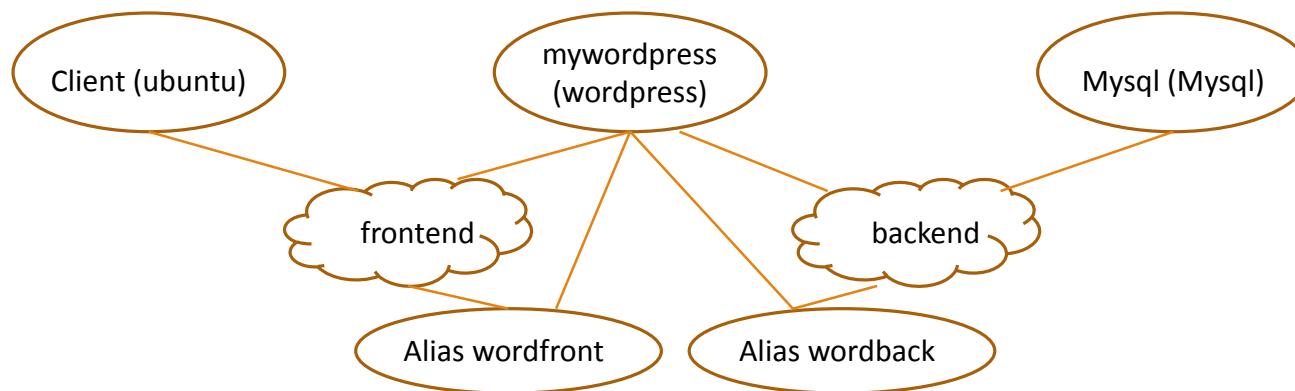 Client (ubuntu)
mywordpress
(wordpress)
Mysql (Mysql)
frontend
backend
Alias wordfront
Alias wordback